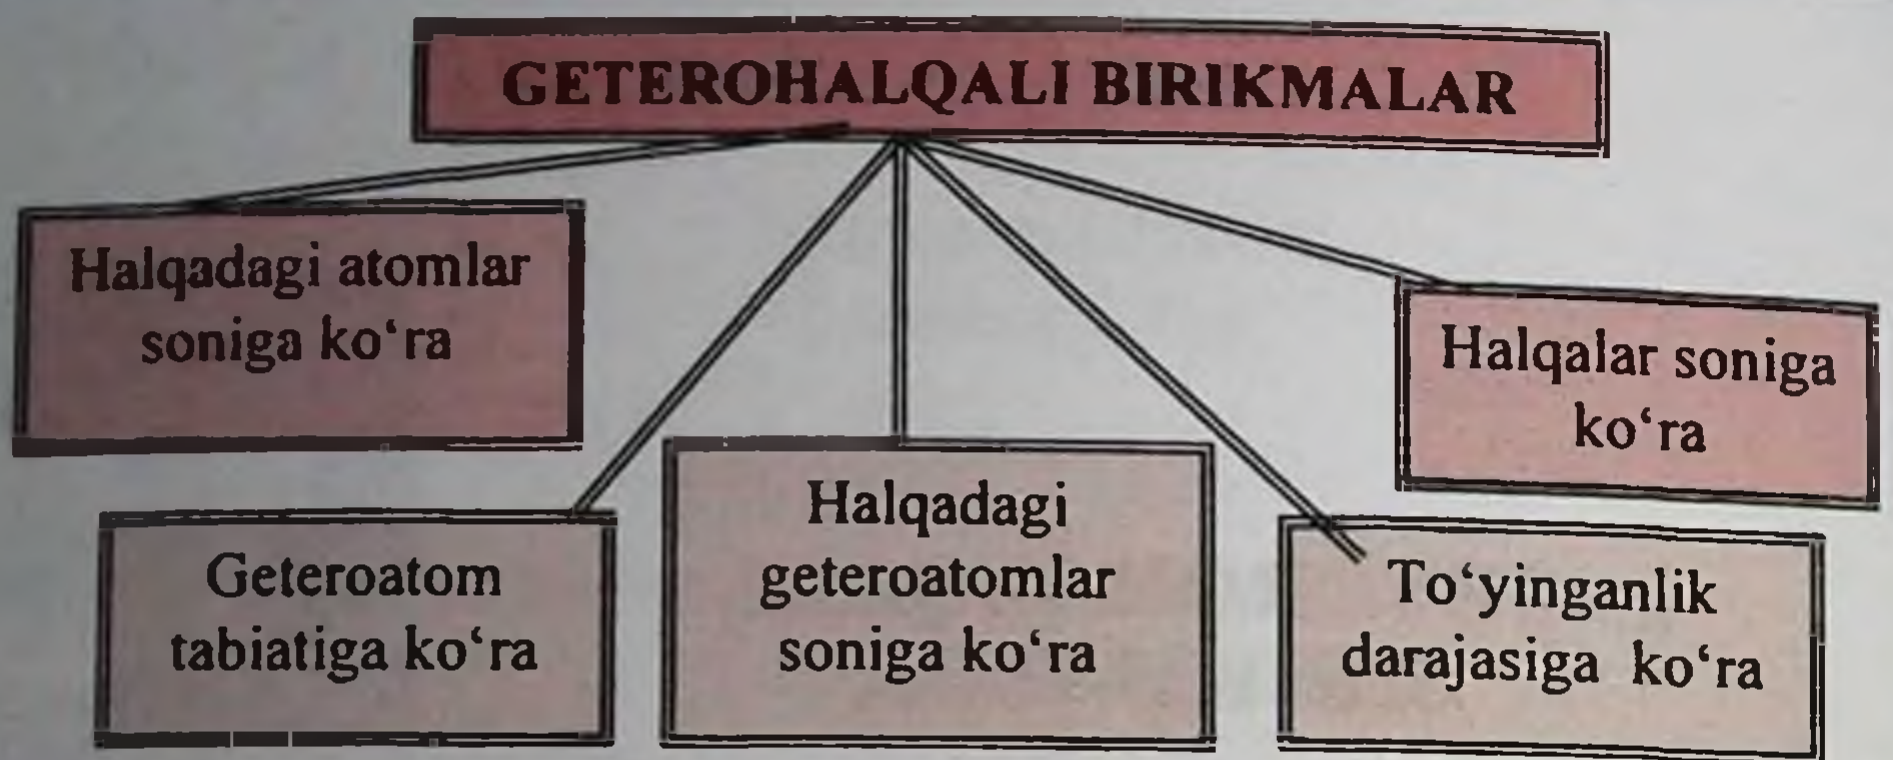 GETEROHALQALI BIRIKMALAR
Halqadagi atomlar
soniga ko‘ra
Geteroatom
tabiatiga ko‘ra
Halqadagi
geteroatomlar
soniga ko‘ra
To‘yinganlik
darajasiga ko‘ra
Halqalar soniga
ko‘ra